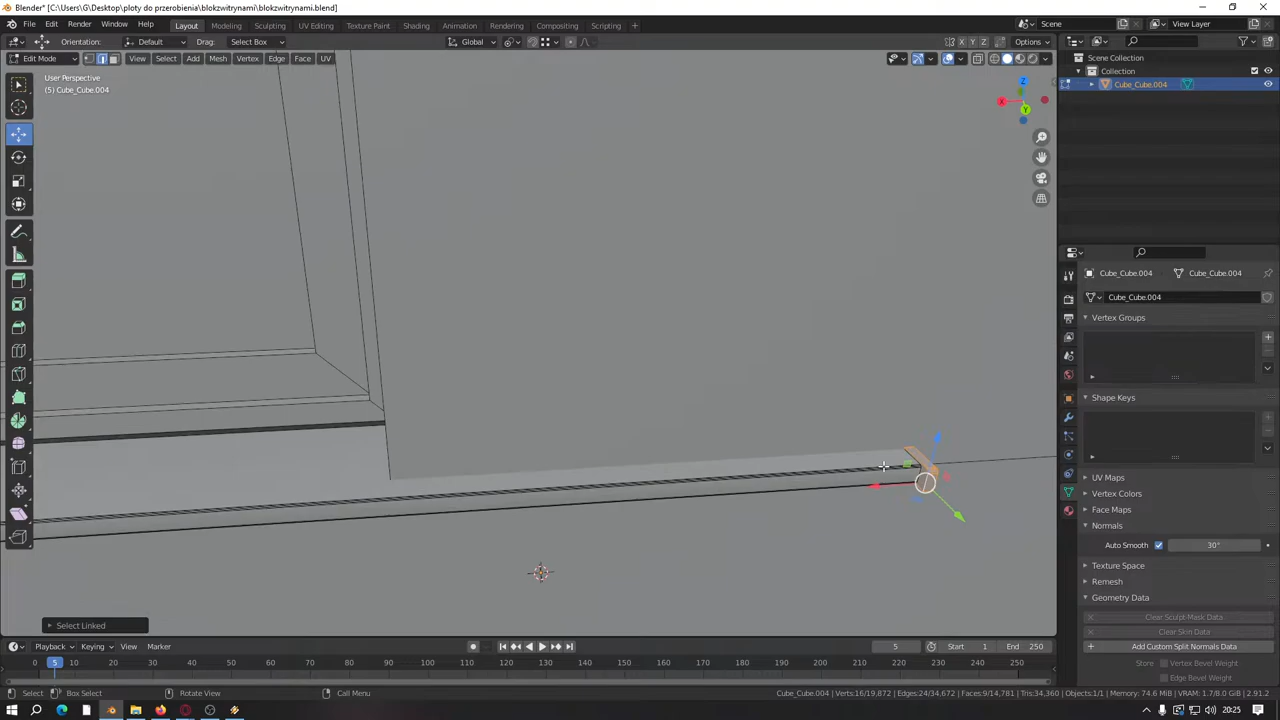 Blender* [C:\Users\G\Desktop\ploty do przerobienia\blokzwitrynami\blokzwitrynami.blend]
File Edit Render Window Help
Layout Modeling Sculpting UV Editing Texture Paint Shading Animation Rendering Compositing Scripting +
Scene
View Layer
Orientation: Default Drag: Select Box Global X Y Z Options
Edit Mode View Select Add Mesh Vertex Edge Face UV
User Perspective
(5) Cube_Cube.004
X
Y
Z
Select Linked
Scene Collection
Collection
Cube_Cube.004
Cube_Cube.004 Cube_Cube.004
Cube_Cube.004
Vertex Groups
Shape Keys
UV Maps
Vertex Colors
Face Maps
Normals
Auto Smooth 30°
Texture Space
Remesh
Geometry Data
Clear Sculpt-Mask Data
Clear Skin Data
Add Custom Split Normals Data
Store Vertex Bevel Weight
Edge Bevel Weight
Playback Keying View Marker
5 Start 1 End 250
0 5 10 20 30 40 50 60 70 80 90 100 110 120 130 140 150 160 170 180 190 200 210 220 230 240 250
Select Box Select Rotate View Call Menu
Cube_Cube.004 | Verts:16/19,872 | Edges:24/34,672 | Faces:9/14,781 | Tris:34,360 | Objects:1/1 | Memory: 74.6 MiB | VRAM: 1.7/8.0 GiB | 2.91.2
20:25